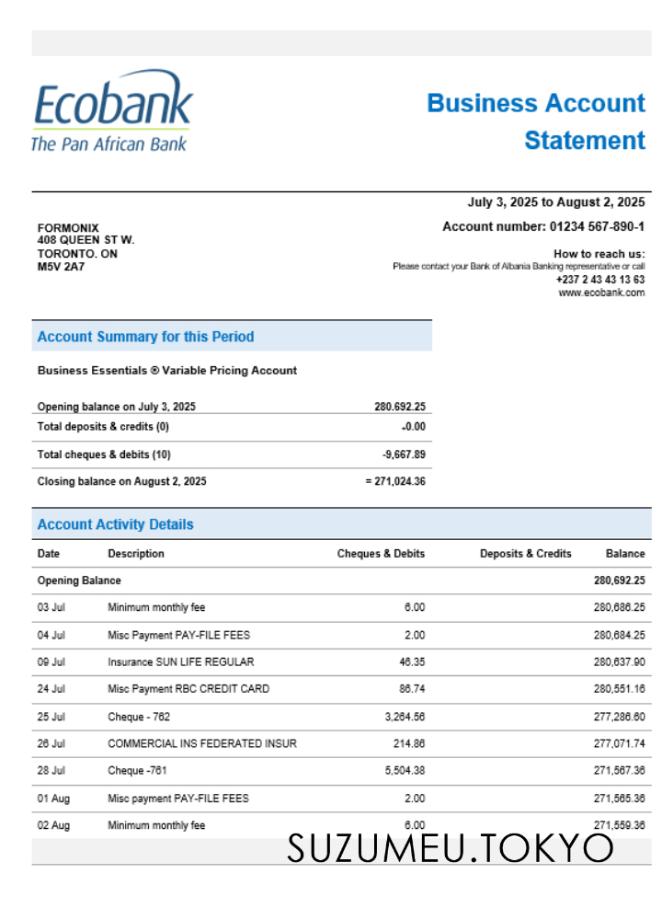 Ecobank
The Pan African Bank
Business Account
Statement
July 3, 2025 to August 2, 2025
Account number: 01234 567-890-1
FORMONIX
408 QUEEN ST W.
TORONTO. ON
M5V 2A7
How to reach us:
Please contact your Bank of Albania Banking representative or call
+237 2 43 43 13 63
www.ecobank.com
Account Summary for this Period
Business Essentials ® Variable Pricing Account
Opening balance on July 3, 2025 280.692.25
Total deposits & credits (0) -0.00
Total cheques & debits (10) -9,667.89
Closing balance on August 2, 2025 = 271,024.36
Account Activity Details
Date Description Cheques & Debits Deposits & Credits Balance
Opening Balance 280,692.25
03 Jul Minimum monthly fee 6.00 280,686.25
04 Jul Misc Payment PAY-FILE FEES 2.00 280,684.25
09 Jul Insurance SUN LIFE REGULAR 46.35 280,637.90
24 Jul Misc Payment RBC CREDIT CARD 86.74 280,551.16
25 Jul Cheque - 762 3,264.56 277,286.60
26 Jul COMMERCIAL INS FEDERATED INSUR 214.86 277,071.74
28 Jul Cheque -761 5,504.38 271,567.36
01 Aug Misc payment PAY-FILE FEES 2.00 271,565.36
02 Aug Minimum monthly fee 6.00 271,559.36
SUZUMEU.TOKYO